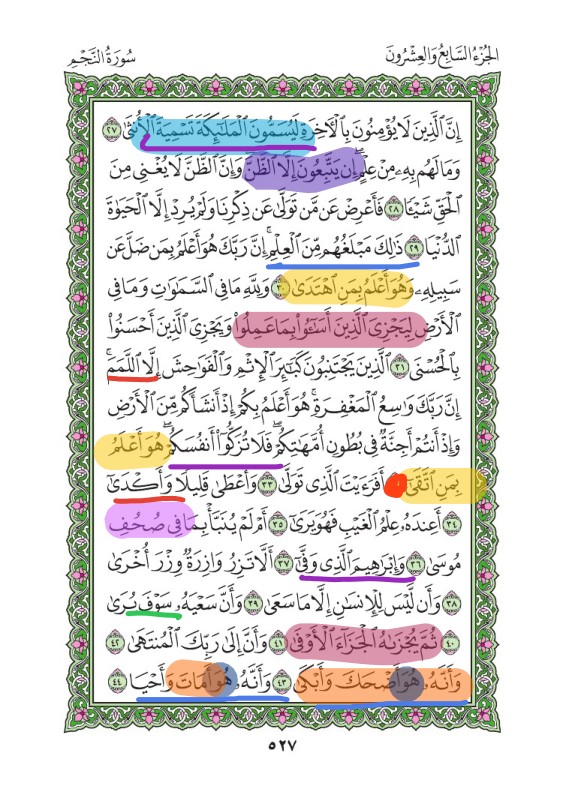 سُورَةُ النَّجْمِ الجُزْءُ السَّابِعُ وَالعِشْرُونَ
إِنَّ ٱلَّذِينَ لَا يُؤْمِنُونَ بِٱلْأَخِرَةِ لَيُسَمُّونَ ٱلْمَلَٰٓئِكَةَ تَسْمِيَةَ ٱلْأُنثَىٰ ٢٧
وَمَا لَهُم بِهِۦ مِنْ عِلْمٍ ۖ إِن يَتَّبِعُونَ إِلَّا ٱلظَّنَّ ۖ وَإِنَّ ٱلظَّنَّ لَا يُغْنِى مِنَ
ٱلْحَقِّ شَيْـًٔا ٢٨ فَأَعْرِضْ عَن مَّن تَوَلَّىٰ عَن ذِكْرِنَا وَلَمْ يُرِدْ إِلَّا ٱلْحَيَوٰةَ
ٱلدُّنْيَا ٢٩ ذَٰلِكَ مَبْلَغُهُم مِّنَ ٱلْعِلْمِ ۚ إِنَّ رَبَّكَ هُوَ أَعْلَمُ بِمَن ضَلَّ عَن
سَبِيلِهِۦ وَهُوَ أَعْلَمُ بِمَنِ ٱهْتَدَىٰ ٣٠ وَلِلَّهِ مَا فِى ٱلسَّمَٰوَٰتِ وَمَا فِى
ٱلْأَرْضِ لِيَجْزِىَ ٱلَّذِينَ أَسَٰٓـُٔوا۟ بِمَا عَمِلُوا۟ وَيَجْزِىَ ٱلَّذِينَ أَحْسَنُوا۟
بِٱلْحُسْنَى ٣١ ٱلَّذِينَ يَجْتَنِبُونَ كَبَٰٓئِرَ ٱلْإِثْمِ وَٱلْفَوَٰحِشَ إِلَّا ٱللَّمَمَ ۚ
إِنَّ رَبَّكَ وَٰسِعُ ٱلْمَغْفِرَةِ ۚ هُوَ أَعْلَمُ بِكُمْ إِذْ أَنشَأَكُم مِّنَ ٱلْأَرْضِ
وَإِذْ أَنتُمْ أَجِنَّةٌ فِى بُطُونِ أُمَّهَٰتِكُمْ ۖ فَلَا تُزَكُّوٓا۟ أَنفُسَكُمْ ۖ هُوَ أَعْلَمُ
بِمَنِ ٱتَّقَىٰٓ أَفَرَءَيْتَ ٱلَّذِى تَوَلَّىٰ ٣٣ وَأَعْطَىٰ قَلِيلًا وَأَكْدَىٰٓ
٣٤ أَعِندَهُۥ عِلْمُ ٱلْغَيْبِ فَهُوَ يَرَىٰٓ ٣٥ أَمْ لَمْ يُنَبَّأْ بِمَا فِى صُحُفِ
مُوسَىٰ ٣٦ وَإِبْرَٰهِيمَ ٱلَّذِى وَفَّىٰٓ ٣٧ أَلَّا تَزِرُ وَازِرَةٌ وِزْرَ أُخْرَىٰ
٣٨ وَأَن لَّيْسَ لِلْإِنسَٰنِ إِلَّا مَا سَعَىٰ ٣٩ وَأَنَّ سَعْيَهُۥ سَوْفَ يُرَىٰ
٤٠ ثُمَّ يُجْزَىٰهُ ٱلْجَزَآءَ ٱلْأَوْفَىٰ ٤١ وَأَنَّ إِلَىٰ رَبِّكَ ٱلْمُنتَهَىٰ ٤٢
وَأَنَّهُۥ هُوَ أَضْحَكَ وَأَبْكَىٰ ٤٣ وَأَنَّهُۥ هُوَ أَمَاتَ وَأَحْيَا ٤٤
٥٢٧